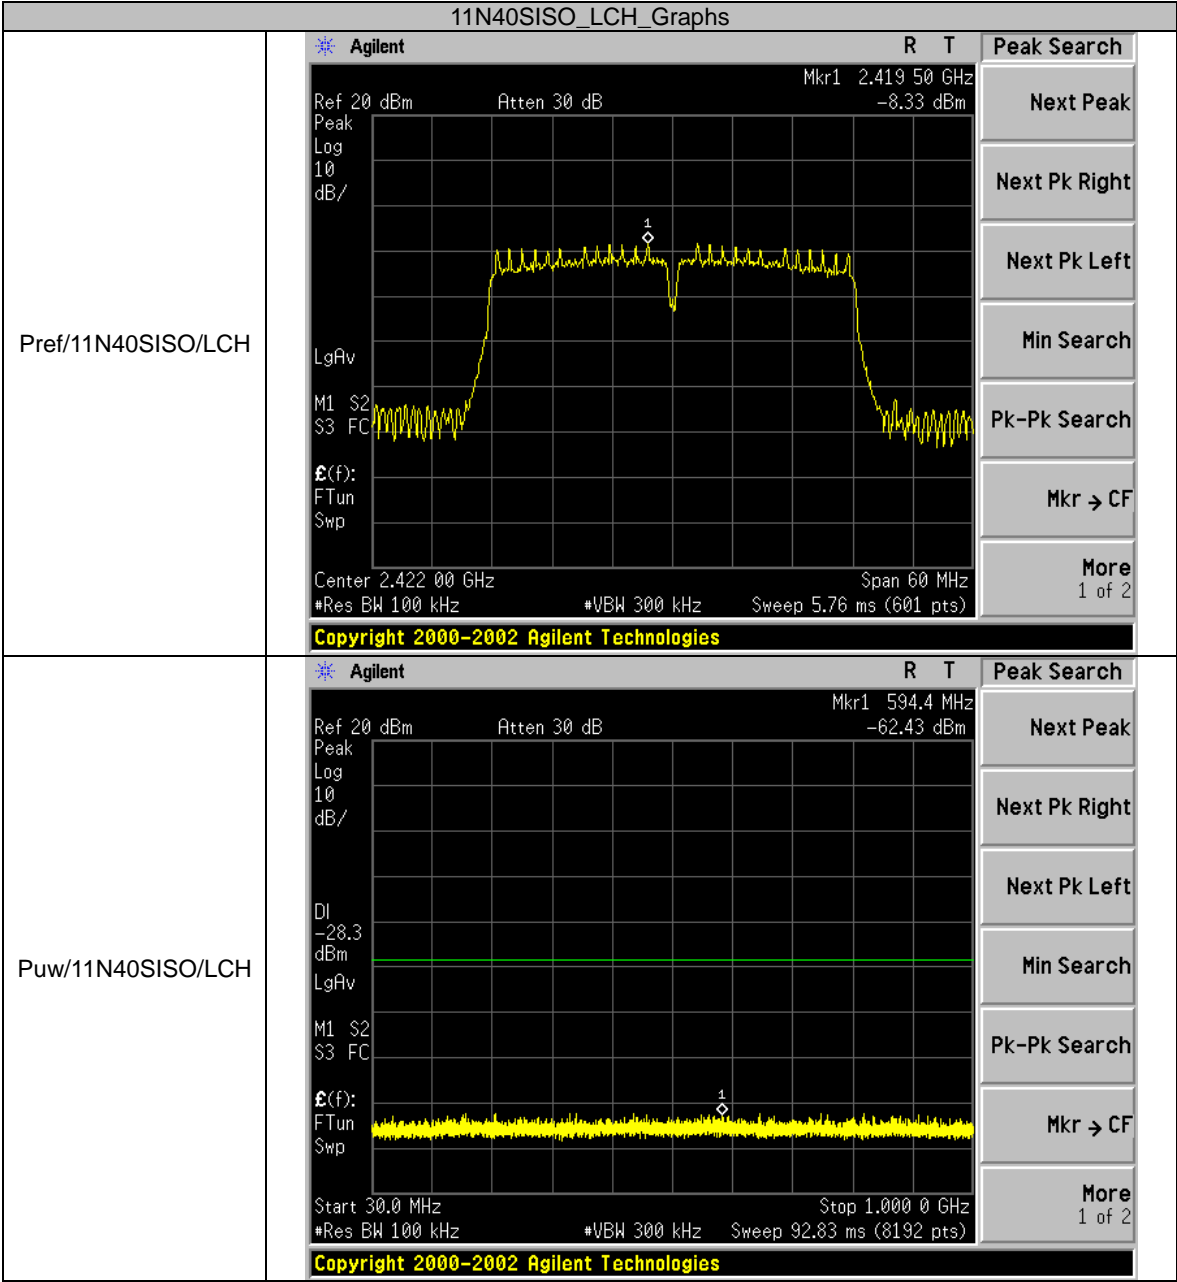 11N40SISO_LCH_Graphs
Pref/11N40SISO/LCH
Agilent R T Peak Search
Mkr1 2.419 50 GHz
Ref 20 dBm Atten 30 dB -8.33 dBm
Peak
Log
10
dB/
1
LgAv
M1 S2
S3 FC
£(f):
FTun
Swp
Center 2.422 00 GHz Span 60 MHz
#Res BW 100 kHz #VBW 300 kHz Sweep 5.76 ms (601 pts)
Copyright 2000-2002 Agilent Technologies
Next Peak
Next Pk Right
Next Pk Left
Min Search
Pk-Pk Search
Mkr → CF
More
1 of 2
Puw/11N40SISO/LCH
Agilent R T Peak Search
Mkr1 594.4 MHz
Ref 20 dBm Atten 30 dB -62.43 dBm
Peak
Log
10
dB/
DI
-28.3
dBm
LgAv
M1 S2
S3 FC
1
£(f):
FTun
Swp
Start 30.0 MHz Stop 1.000 0 GHz
#Res BW 100 kHz #VBW 300 kHz Sweep 92.83 ms (8192 pts)
Copyright 2000-2002 Agilent Technologies
Next Peak
Next Pk Right
Next Pk Left
Min Search
Pk-Pk Search
Mkr → CF
More
1 of 2